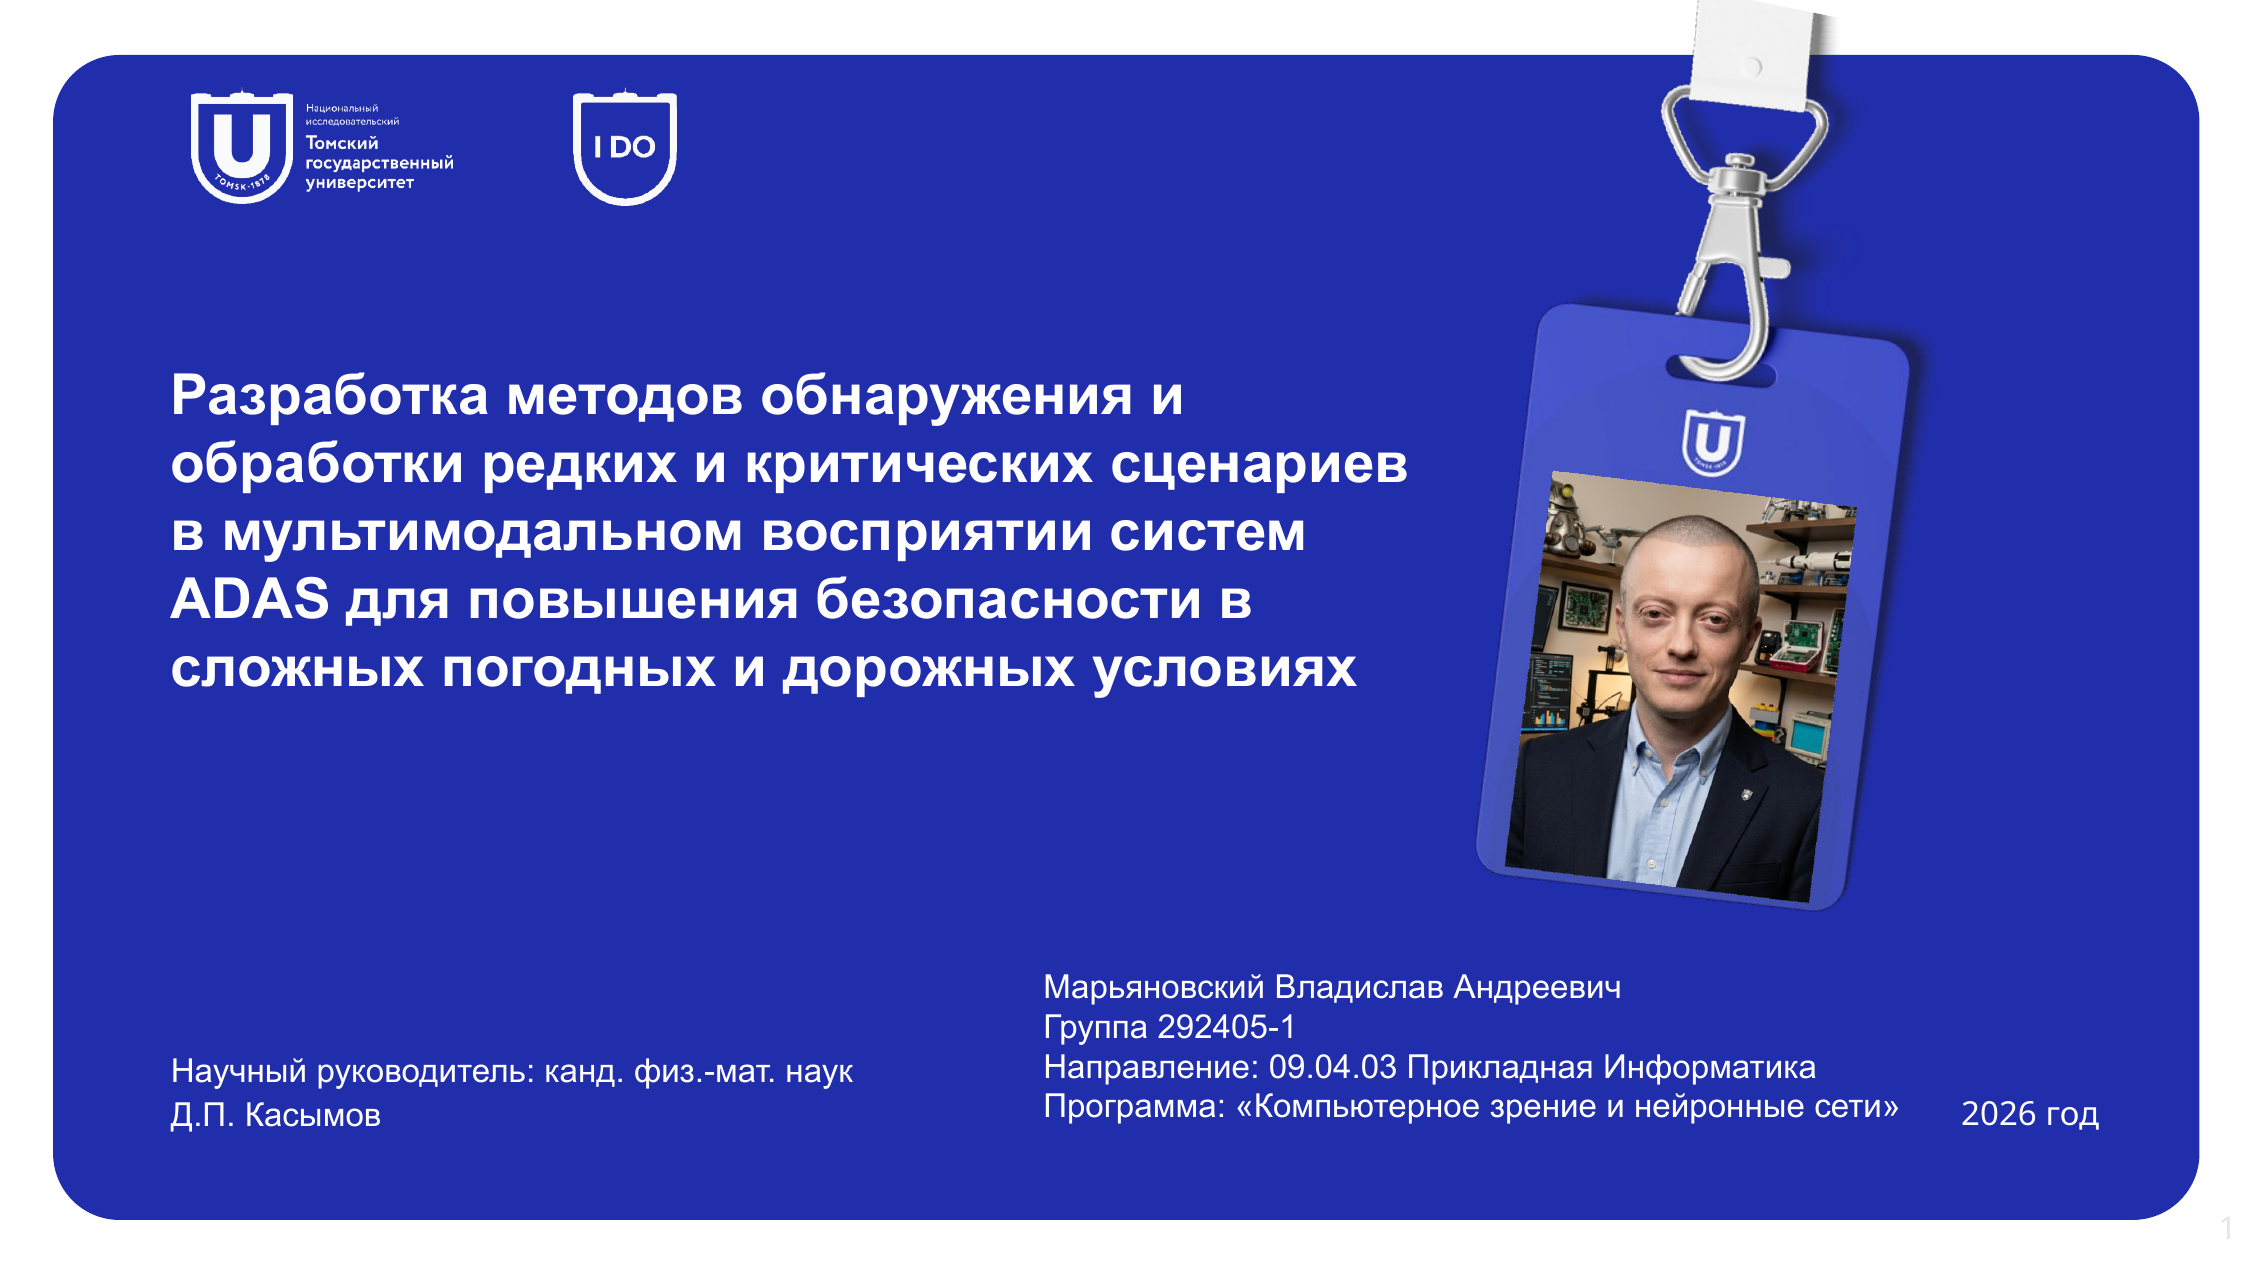 Национальный
исследовательский
Томский
государственный
университет
TOMSK-1878
I DO
Разработка методов обнаружения и
обработки редких и критических сценариев
в мультимодальном восприятии систем
ADAS для повышения безопасности в
сложных погодных и дорожных условиях
Марьяновский Владислав Андреевич
Группа 292405-1
Направление: 09.04.03 Прикладная Информатика
Программа: «Компьютерное зрение и нейронные сети»
Научный руководитель: канд. физ.-мат. наук
Д.П. Касымов
2026 год
1